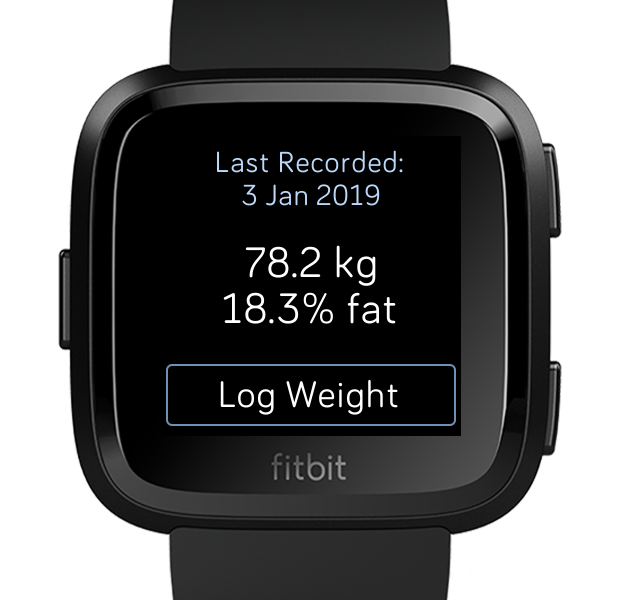 Last Recorded:
3 Jan 2019
78.2 kg
18.3% fat
Log Weight
fitbit